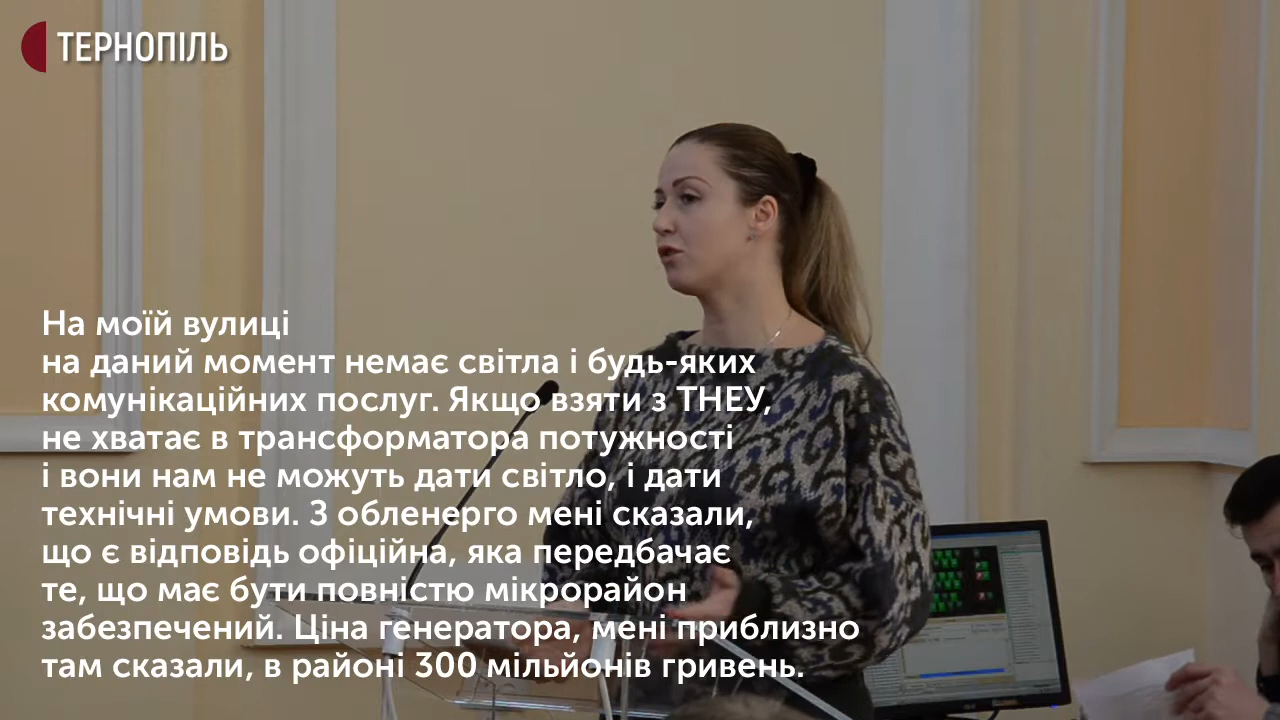 ТЕРНОПІЛЬ
На моїй вулиці
на даний момент немає світла і будь-яких
комунікаційних послуг. Якщо взяти з ТНЕУ,
не хватає в трансформатора потужності
і вони нам не можуть дати світло, і дати
технічні умови. З обленерго мені сказали,
що є відповідь офіційна, яка передбачає
те, що має бути повністю мікрорайон
забезпечений. Ціна генератора, мені приблизно
там сказали, в районі 300 мільйонів гривень.